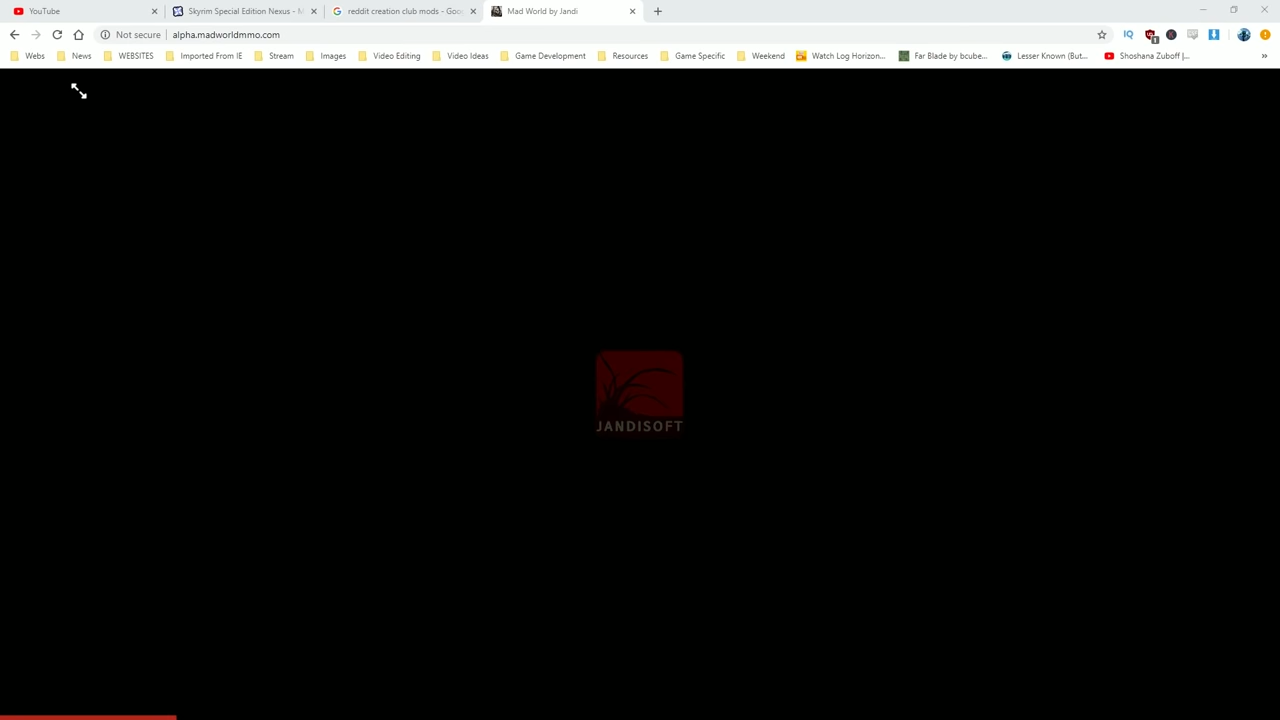 YouTube
Skyrim Special Edition Nexus - M
reddit creation club mods - Goo
Mad World by Jandi
Not secure
alpha.madworldmmo.com
IQ
1
Webs
News
WEBSITES
Imported From IE
Stream
Images
Video Editing
Video Ideas
Game Development
Resources
Game Specific
Weekend
Watch Log Horizon...
Far Blade by bcube...
Lesser Known (But...
Shoshana Zuboff |...
»
JANDISOFT